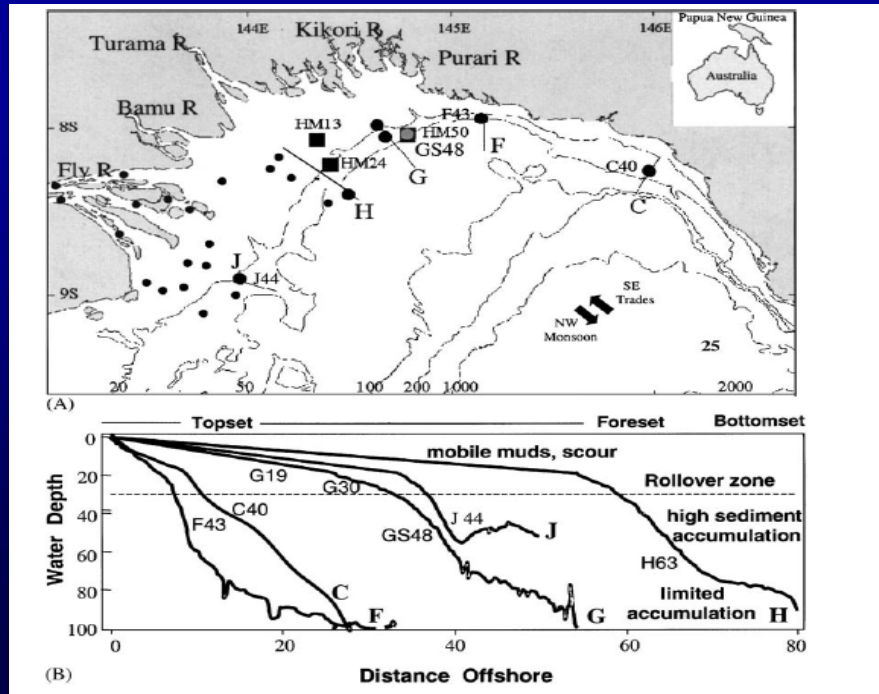 144E
145E
146E
Papua New Guinea
Australia
Turama R
Kikori R
Purari R
Bamu R
Fly R
8S
9S
HM13
HM24
HM50
GS48
F43
F
G
H
C40
C
J
J44
SE
Trades
NW
Monsoon
25
20
50
100
200
1000
2000
(A)
Topset
Foreset
Bottomset
mobile muds, scour
Rollover zone
high sediment
accumulation
limited
accumulation
G19
G30
C40
F43
GS48
J 44
J
H63
C
F
G
H
Water Depth
0
20
40
60
80
100
0
20
40
60
80
(B)
Distance Offshore